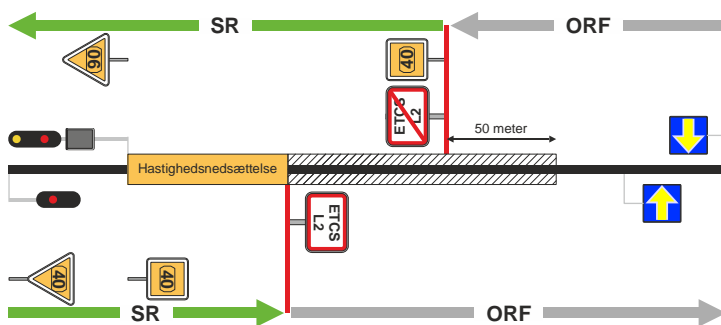 SR
ORF
90
40
ETCS
L2
50 meter
Hastighedsnedsættelse
ETCS
L2
40
40
SR
ORF